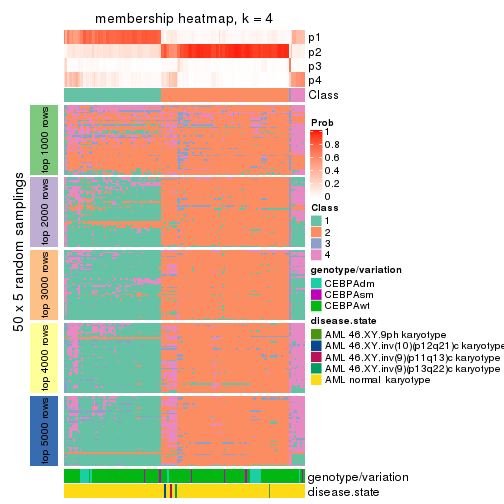 membership heatmap, k = 4
p1
p2
p3
p4
Class
50 x 5 random samplings
top 1000 rows
top 2000 rows
top 3000 rows
top 4000 rows
top 5000 rows
Prob
1
0.8
0.6
0.4
0.2
0
Class
1
2
3
4
genotype/variation
CEBPAdm
CEBPAsm
CEBPAwt
disease.state
AML 46.XY.9ph karyotype
AML 46.XY.inv(10)(p12q21)c karyotype
AML 46.XY.inv(9)(p11q13)c karyotype
AML 46.XY.inv(9)(p13q22)c karyotype
AML normal karyotype
genotype/variation
disease.state